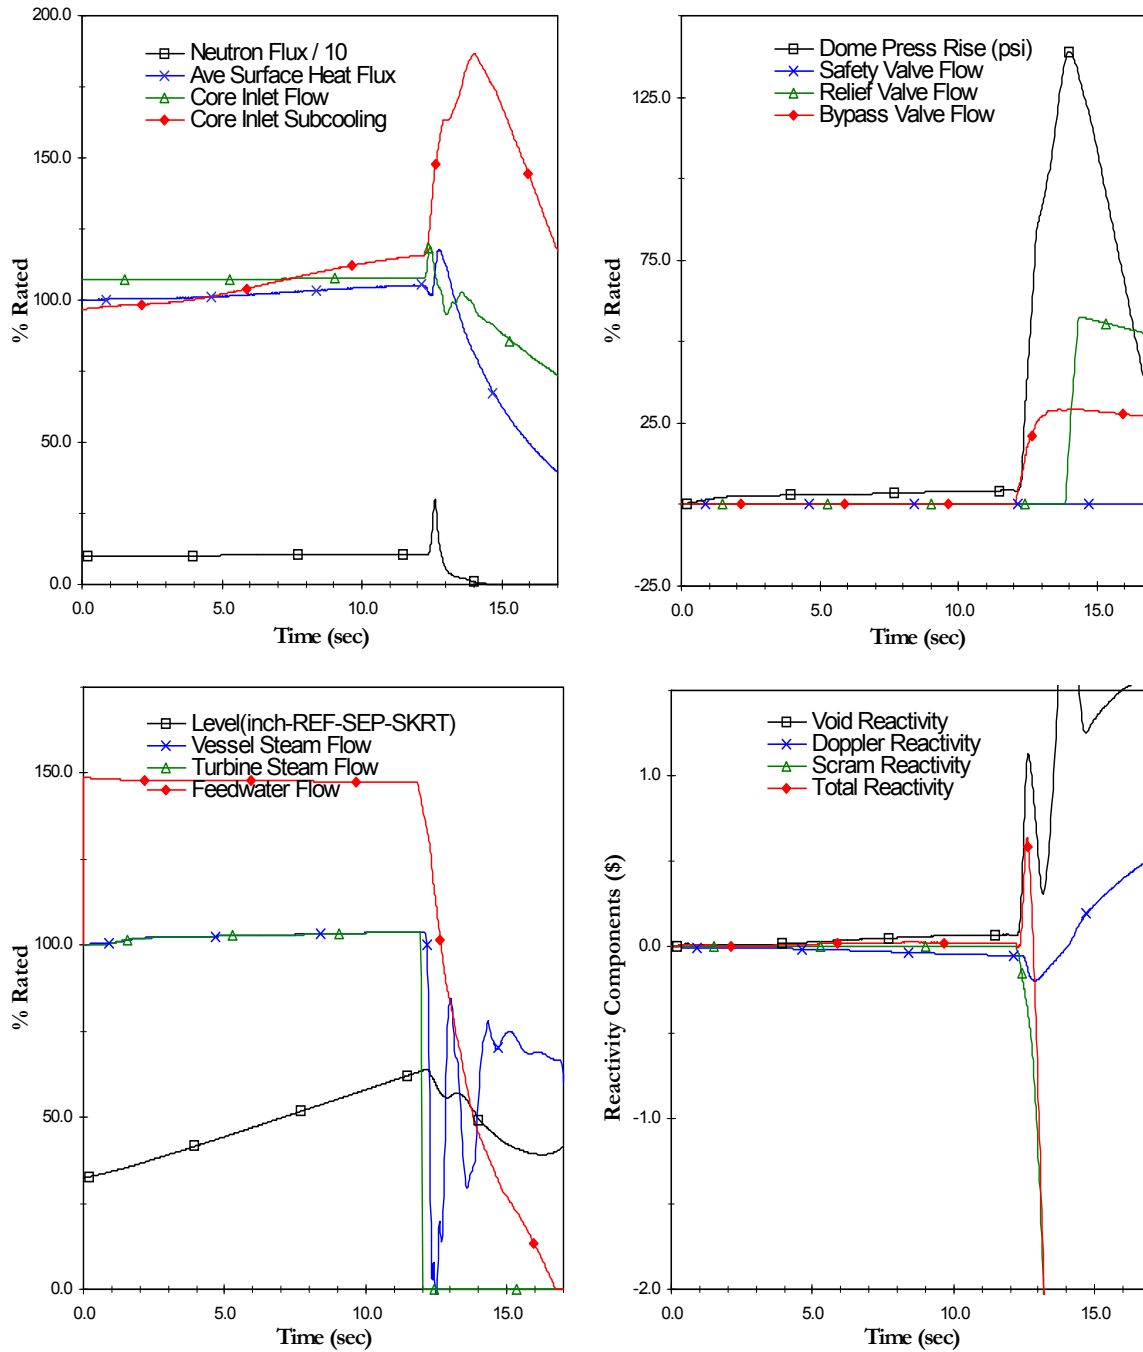 200.0
150.0
100.0
50.0
0.0
% Rated
Neutron Flux / 10
Ave Surface Heat Flux
Core Inlet Flow
Core Inlet Subcooling
0.0 5.0 10.0 15.0
Time (sec)
125.0
75.0
25.0
-25.0
% Rated
Dome Press Rise (psi)
Safety Valve Flow
Relief Valve Flow
Bypass Valve Flow
0.0 5.0 10.0 15.0
Time (sec)
150.0
100.0
50.0
0.0
% Rated
Level(inch-REF-SEP-SKRT)
Vessel Steam Flow
Turbine Steam Flow
Feedwater Flow
0.0 5.0 10.0 15.0
Time (sec)
1.0
0.0
-1.0
-2.0
Reactivity Components ($)
Void Reactivity
Doppler Reactivity
Scram Reactivity
Total Reactivity
0.0 5.0 10.0 15.0
Time (sec)